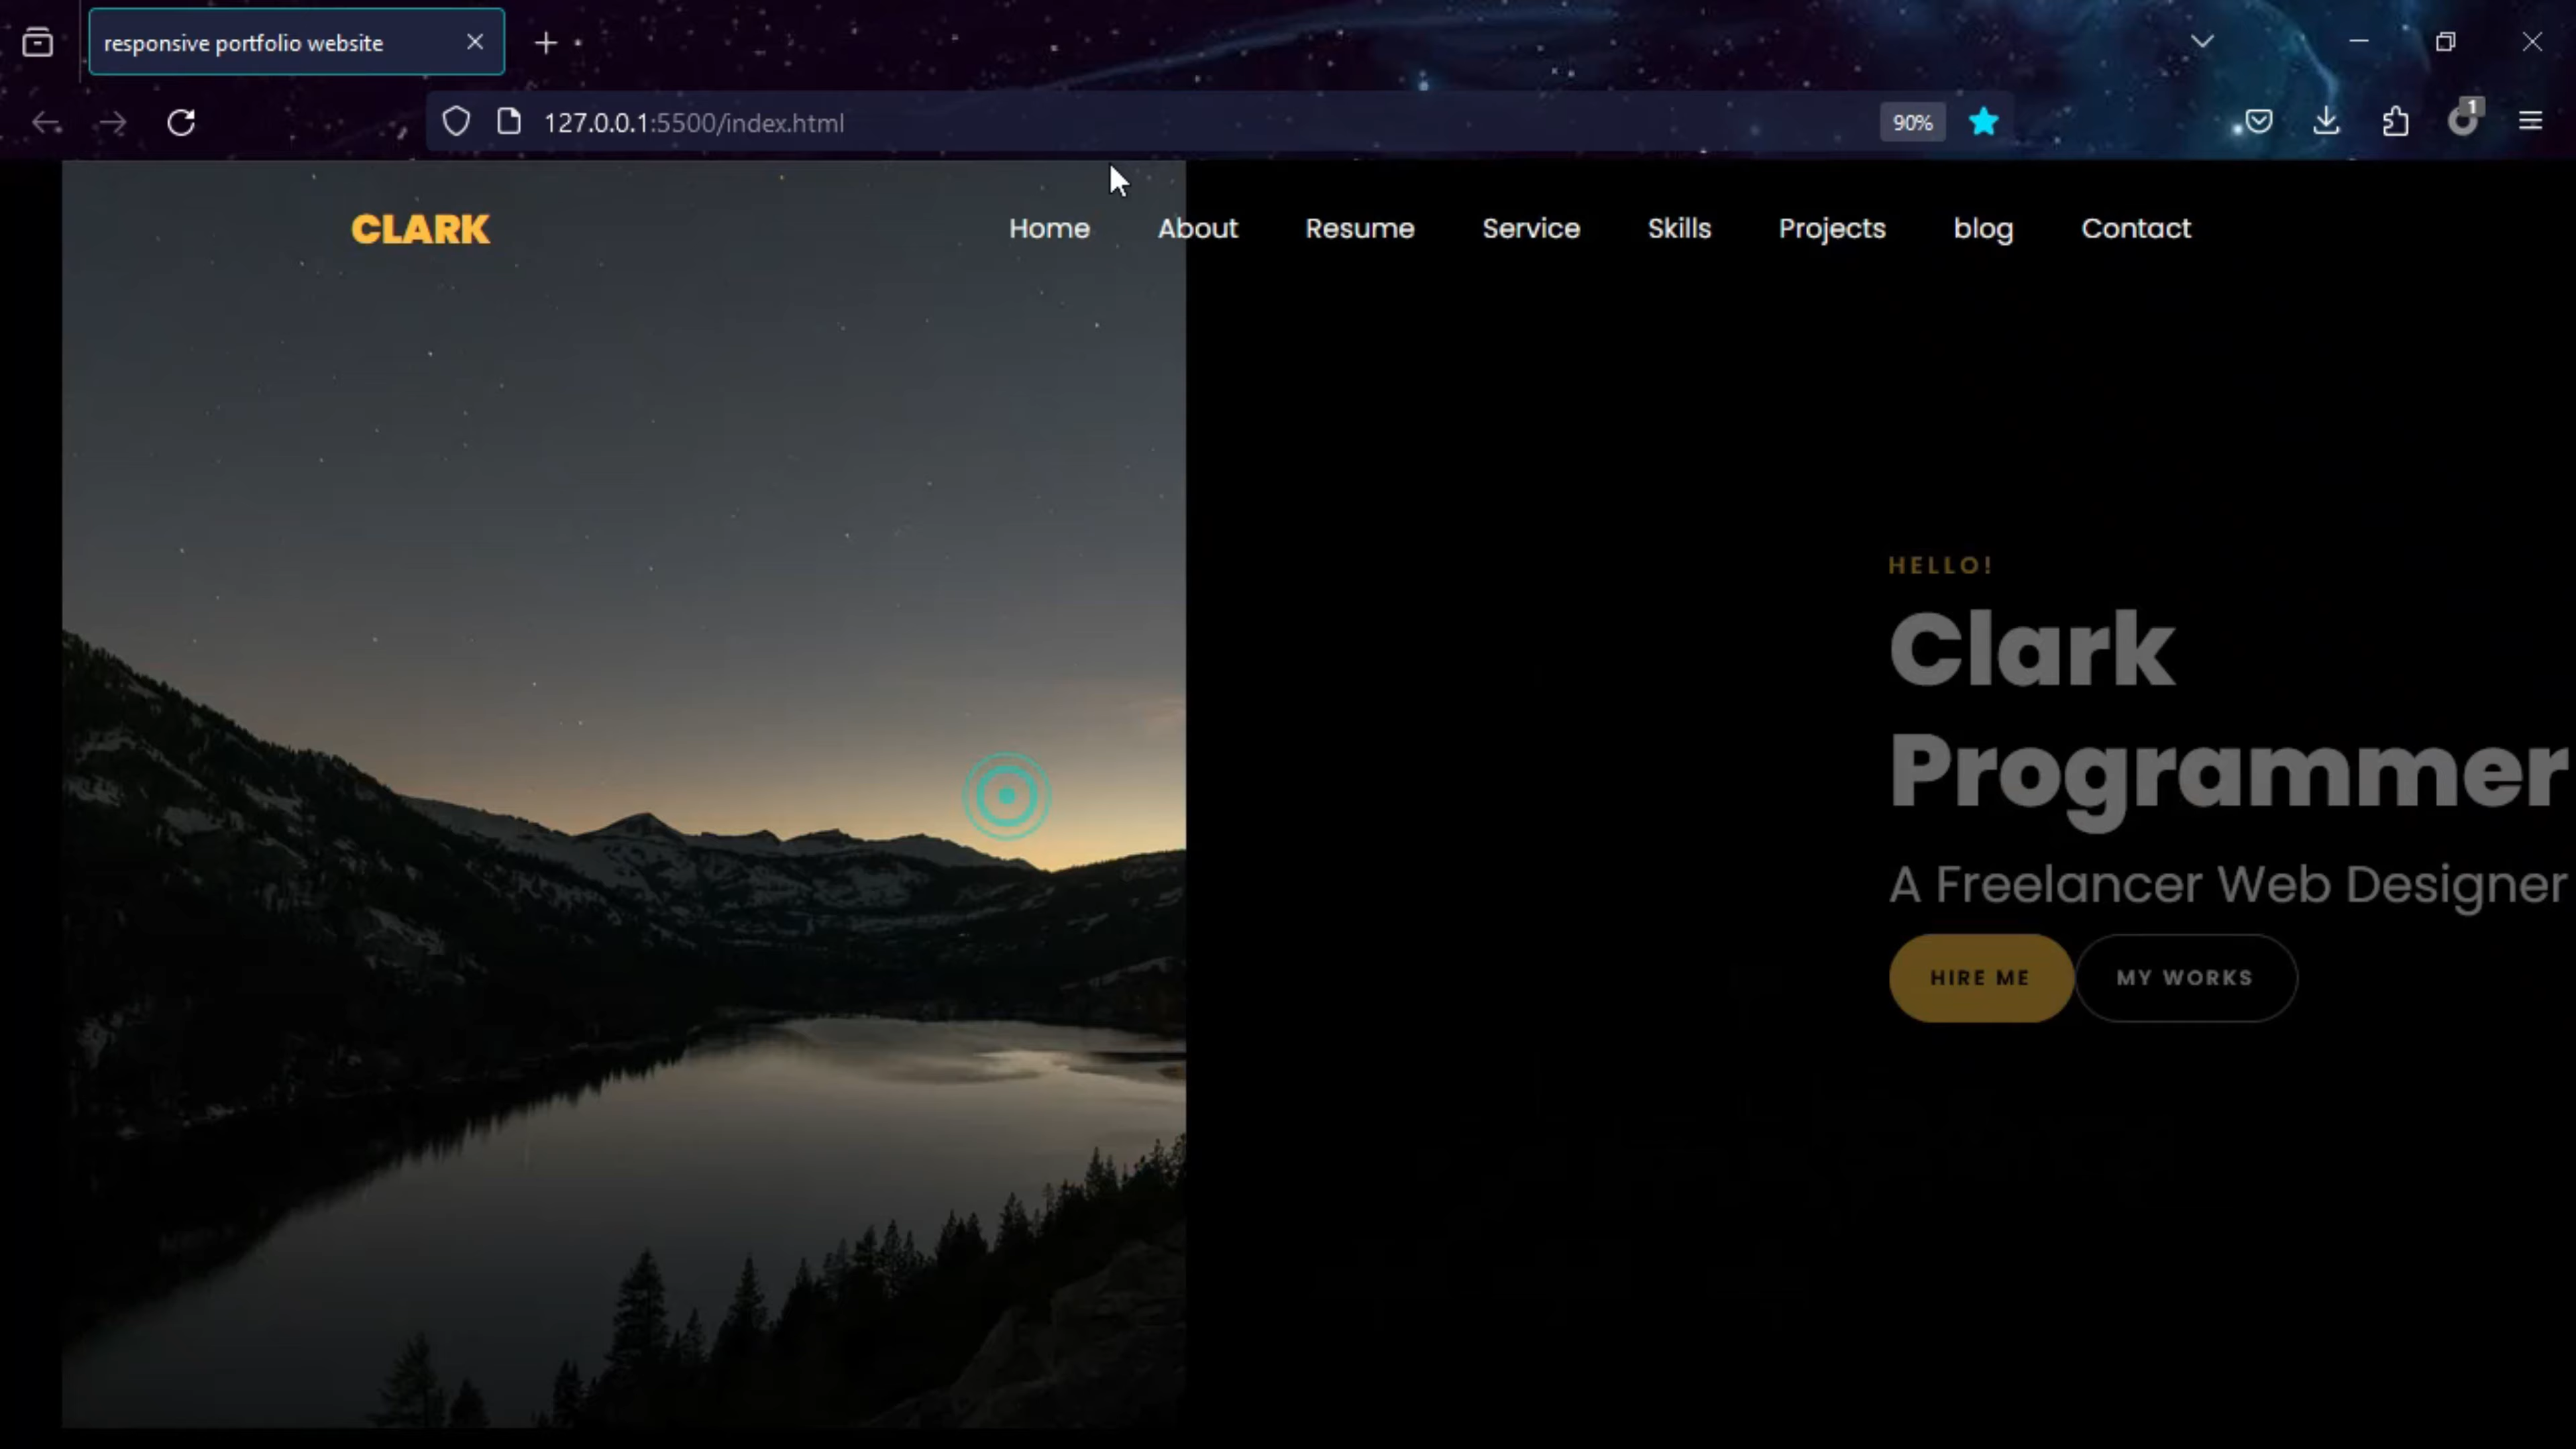 responsive portfolio website
127.0.0.1:5500/index.html
90%
1
CLARK
Home About Resume Service Skills Projects blog Contact
HELLO!
Clark
Programmer
A Freelancer Web Designer
HIRE ME MY WORKS